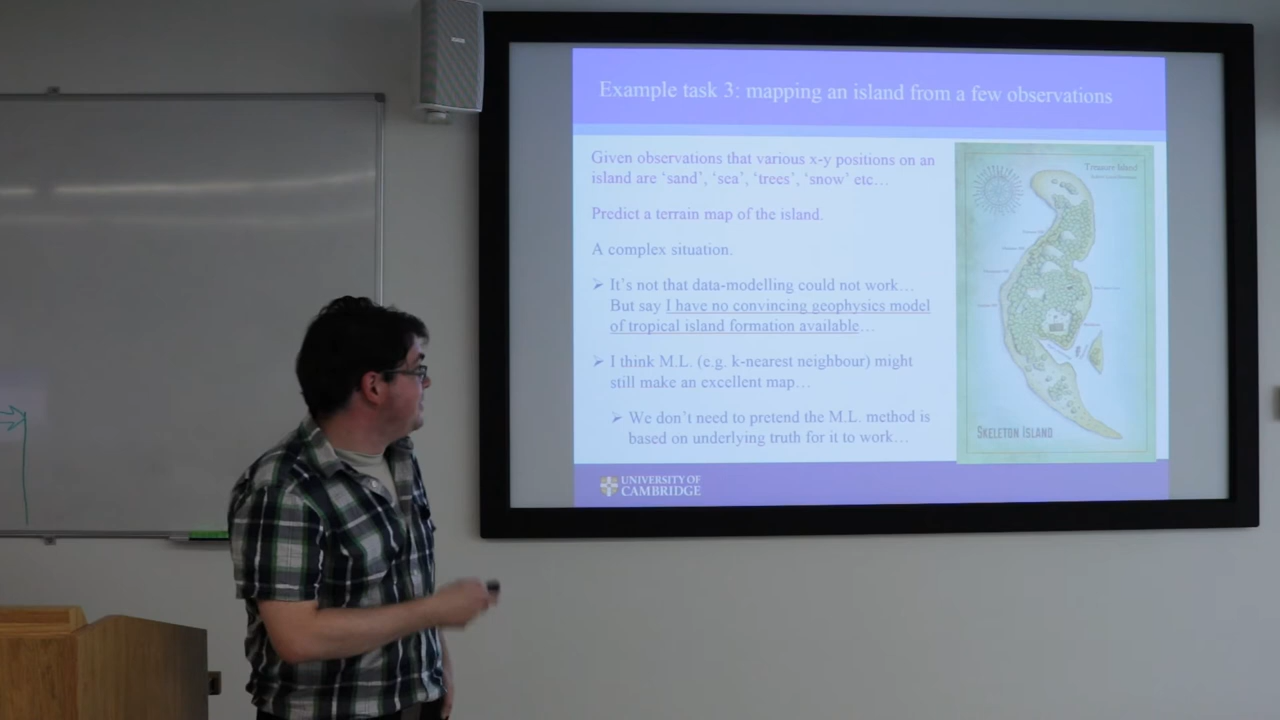 Example task 3: mapping an island from a few observations
Given observations that various x-y positions on an
island are ‘sand’, ‘sea’, ‘trees’, ‘snow’ etc…
Predict a terrain map of the island.
A complex situation.
➤ It’s not that data-modelling could not work…
But say I have no convincing geophysics model
of tropical island formation available…
➤ I think M.L. (e.g. k-nearest neighbour) might
still make an excellent map…
➤ We don’t need to pretend the M.L. method is
based on underlying truth for it to work…
Treasure Island
SKELETON ISLAND
UNIVERSITY OF
CAMBRIDGE